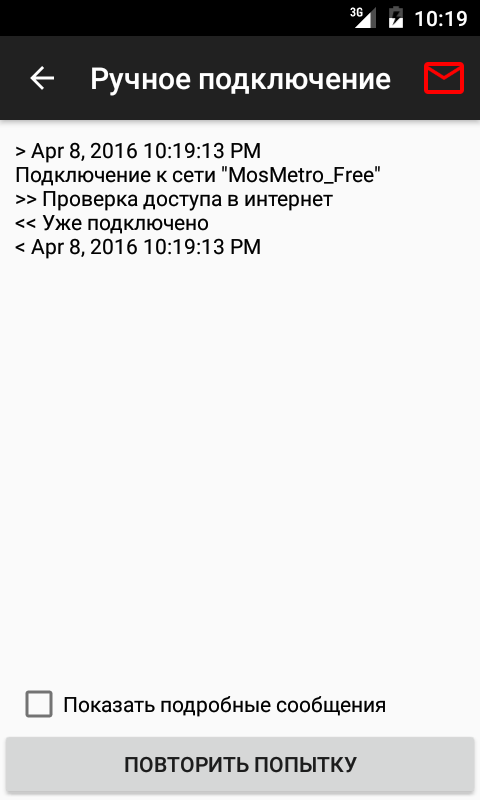 3G 10:19
Ручное подключение
> Apr 8, 2016 10:19:13 PM
Подключение к сети "MosMetro_Free"
>> Проверка доступа в интернет
<< Уже подключено
< Apr 8, 2016 10:19:13 PM
Показать подробные сообщения
ПОВТОРИТЬ ПОПЫТКУ